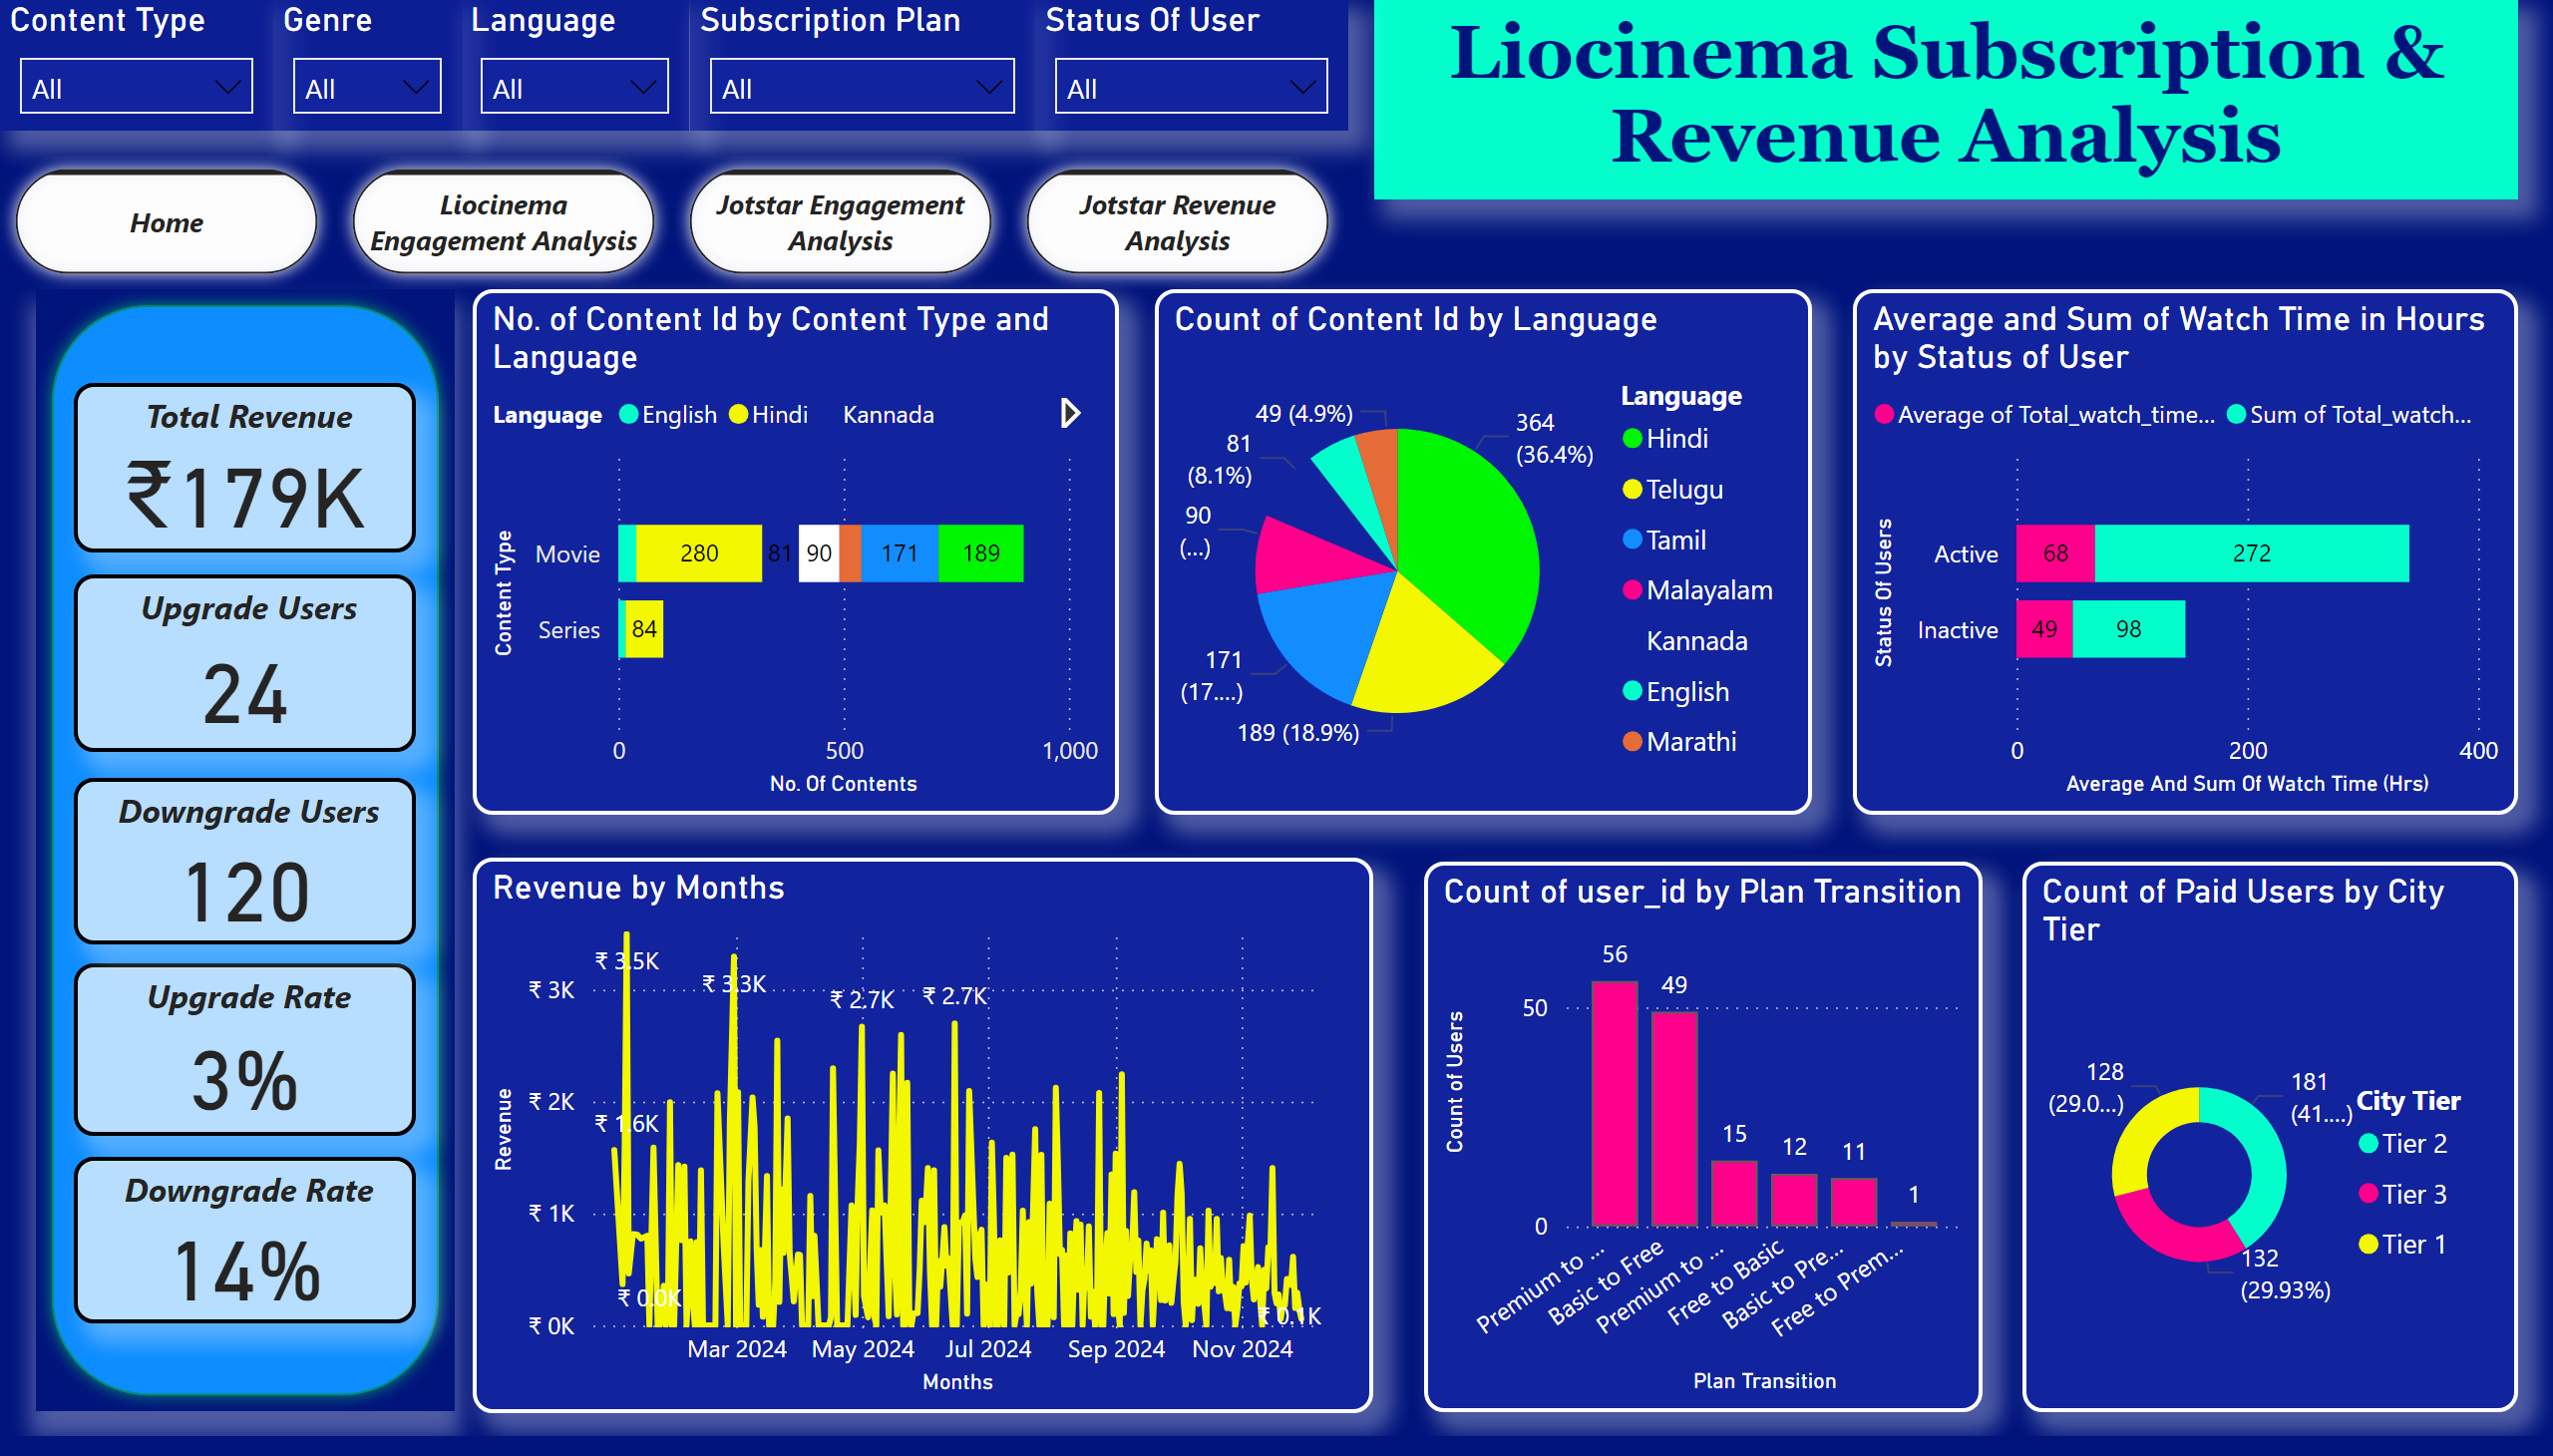 Content Type
Genre
Language
Subscription Plan
Status Of User
All
All
All
All
All
Liocinema Subscription &
Revenue Analysis
Home
Liocinema
Engagement Analysis
Jotstar Engagement
Analysis
Jotstar Revenue
Analysis
Total Revenue
₹179K
Upgrade Users
24
Downgrade Users
120
Upgrade Rate
3%
Downgrade Rate
14%
No. of Content Id by Content Type and
Language
Language English Hindi Kannada
Content Type
Movie
280 81 90 171 189
Series
84
0 500 1,000
No. Of Contents
Count of Content Id by Language
49 (4.9%)
81
(8.1%)
90
(...)
171
(17....)
189 (18.9%)
364
(36.4%)
Language
Hindi
Telugu
Tamil
Malayalam
Kannada
English
Marathi
Average and Sum of Watch Time in Hours
by Status of User
Average of Total_watch_time... Sum of Total_watch...
Status Of Users
Active
68 272
Inactive
49 98
0 200 400
Average And Sum Of Watch Time (Hrs)
Revenue by Months
Revenue
₹ 3K
₹ 2K
₹ 1K
₹ 0K
₹ 3.5K
₹ 3.3K
₹ 2.7K
₹ 2.7K
₹ 1.6K
₹ 0.0K
₹ 0.1K
Mar 2024 May 2024 Jul 2024 Sep 2024 Nov 2024
Months
Count of user_id by Plan Transition
Count of Users
50
0
56
49
15
12
11
1
Premium to ...
Basic to Free
Premium to ...
Free to Basic
Basic to Pre...
Free to Prem...
Plan Transition
Count of Paid Users by City
Tier
128
(29.0...)
181
(41....)
132
(29.93%)
City Tier
Tier 2
Tier 3
Tier 1